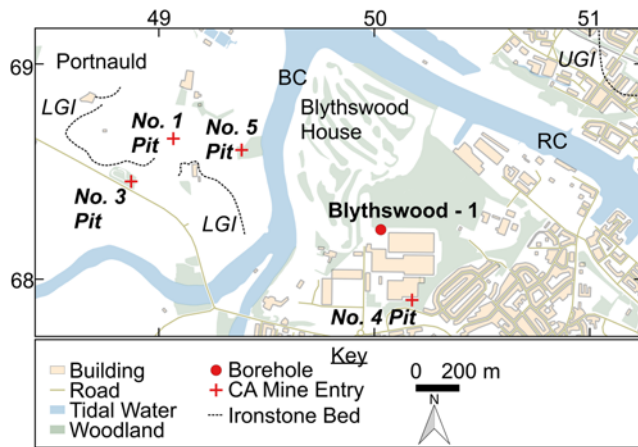 49 50 51
69
68
Portnauld
LGI
No. 1
Pit
No. 5
Pit
No. 3
Pit
LGI
BC
Blythswood
House
UGI
RC
Blythswood - 1
No. 4 Pit
Key
Building
Road
Tidal Water
Woodland
Borehole
CA Mine Entry
Ironstone Bed
0 200 m
N